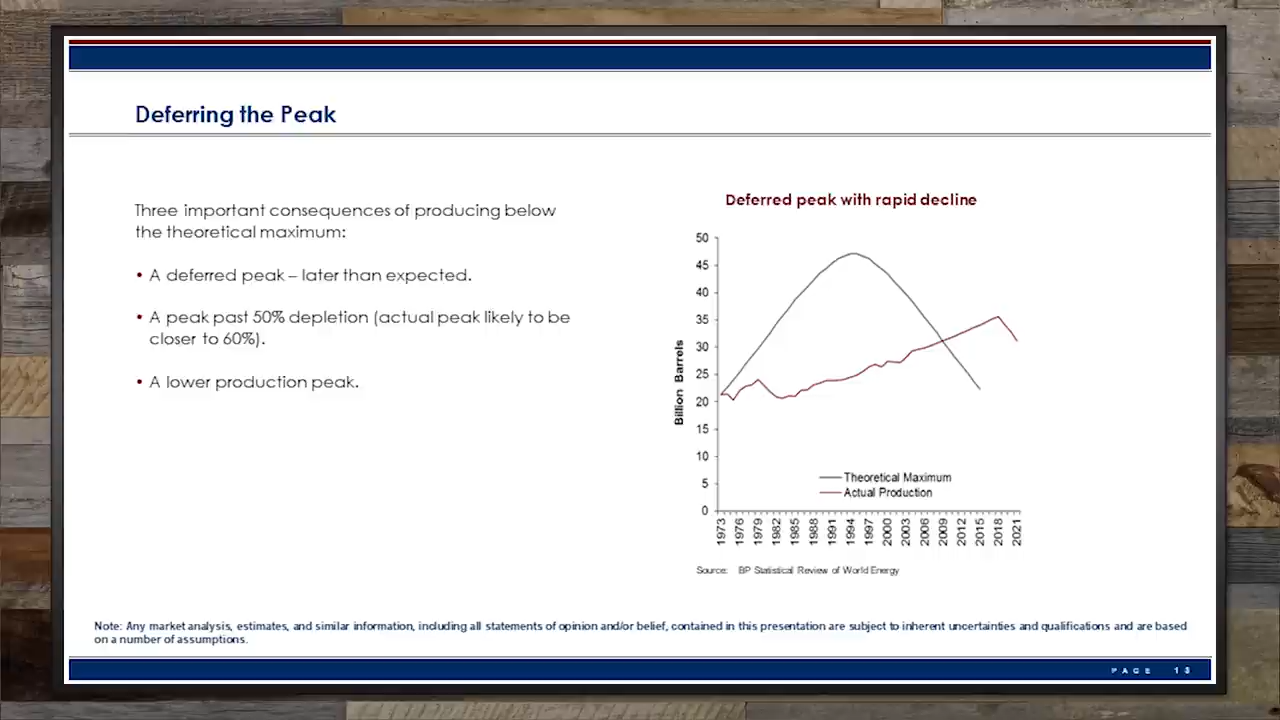 Deferring the Peak
Three important consequences of producing below
the theoretical maximum:
• A deferred peak – later than expected.
• A peak past 50% depletion (actual peak likely to be
closer to 60%).
• A lower production peak.
Deferred peak with rapid decline
Billion Barrels
50
45
40
35
30
25
20
15
10
5
0
Theoretical Maximum
Actual Production
1973 1976 1979 1982 1985 1988 1991 1994 1997 2000 2003 2006 2009 2012 2015 2018 2021
Source: BP Statistical Review of World Energy
Note: Any market analysis, estimates, and similar information, including all statements of opinion and/or belief, contained in this presentation are subject to inherent uncertainties and qualifications and are based
on a number of assumptions.
PAGE 13